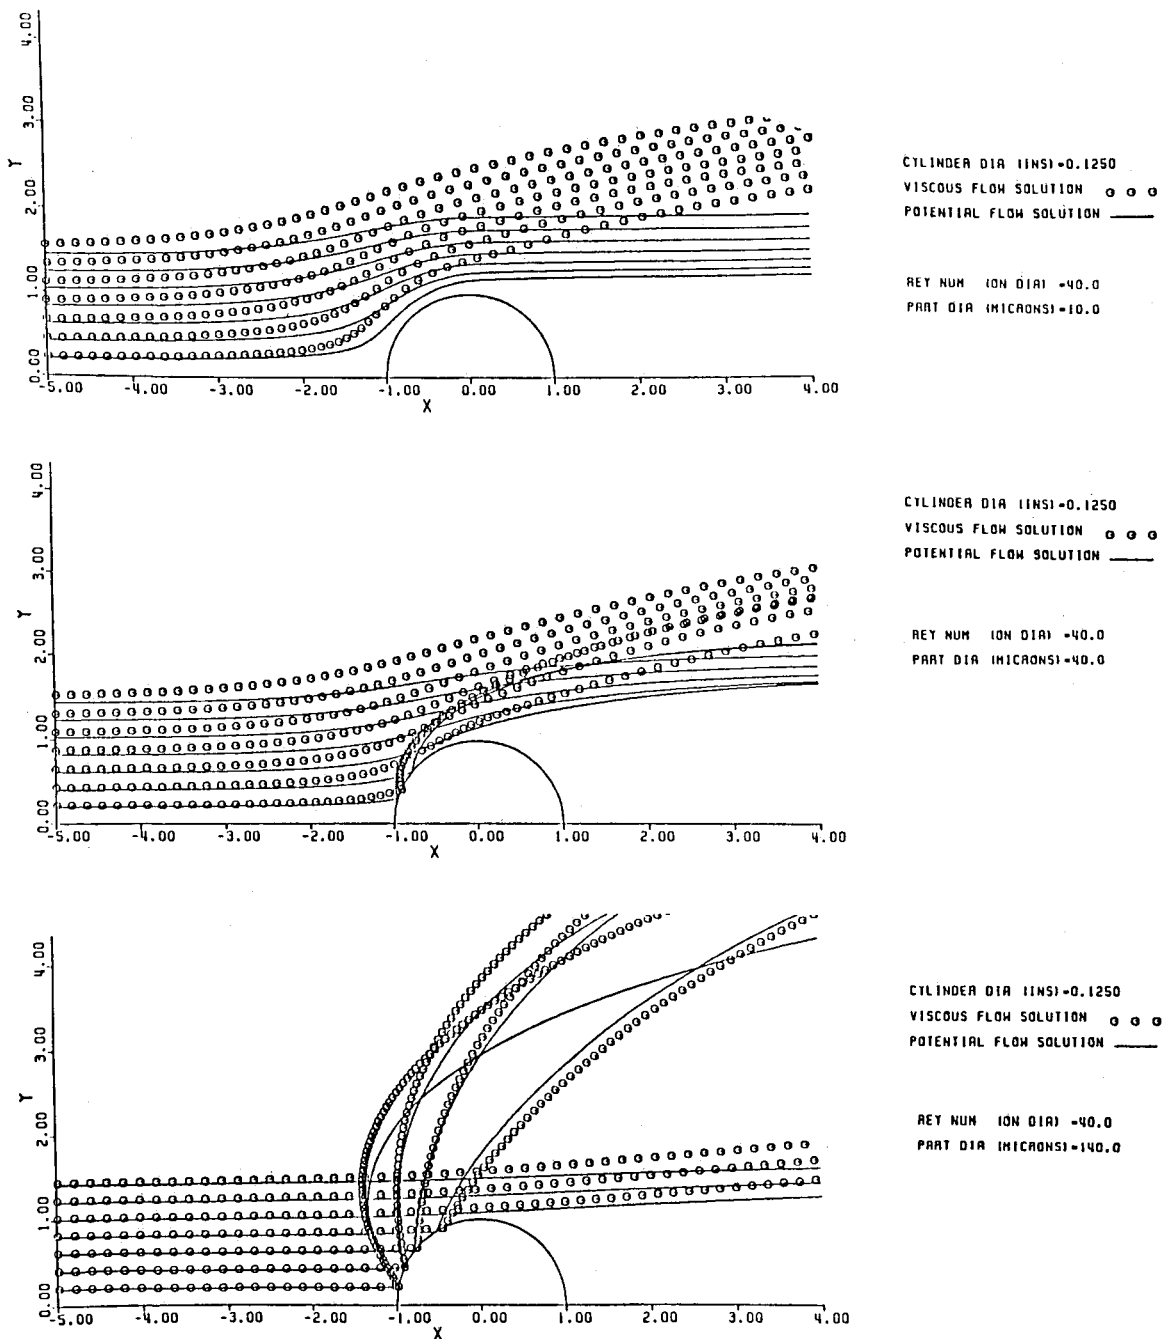 4.00
3.00
Y
2.00
1.00
0.00
-5.00 -4.00 -3.00 -2.00 -1.00 0.00 1.00 2.00 3.00 4.00
X
CYLINDER DIA (INS)=0.1250
VISCOUS FLOW SOLUTION
POTENTIAL FLOW SOLUTION
REY NUM (ON DIA) =40.0
PART DIA (MICRONS)=10.0
4.00
3.00
Y
2.00
1.00
0.00
-5.00 -4.00 -3.00 -2.00 -1.00 0.00 1.00 2.00 3.00 4.00
X
CYLINDER DIA (INS)=0.1250
VISCOUS FLOW SOLUTION
POTENTIAL FLOW SOLUTION
REY NUM (ON DIA) =40.0
PART DIA (MICRONS)=40.0
4.00
3.00
Y
2.00
1.00
0.00
-5.00 -4.00 -3.00 -2.00 -1.00 0.00 1.00 2.00 3.00 4.00
X
CYLINDER DIA (INS)=0.1250
VISCOUS FLOW SOLUTION
POTENTIAL FLOW SOLUTION
REY NUM (ON DIA) =40.0
PART DIA (MICRONS)=140.0